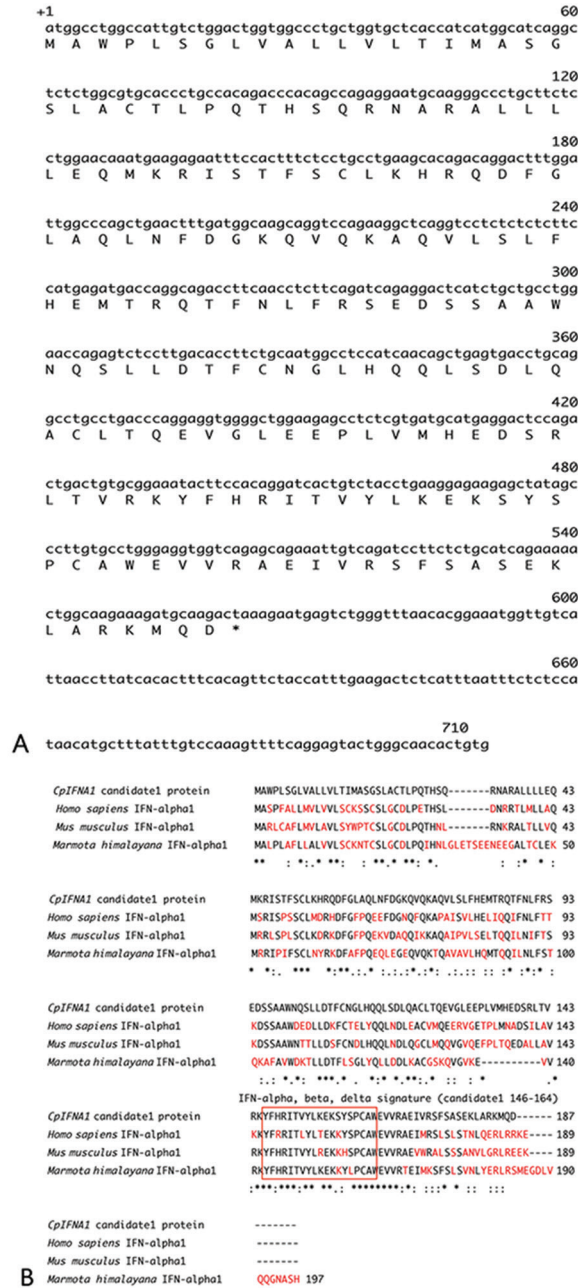 +1 60
atggcctggccattgtctggactggtggccctgctggtgctcaccatcatggcatcaggc
M A W P L S G L V A L L V L T I M A S G
120
tctctggcgtgcaccctgccacagacccacagccagaggaatgcaagggccctgcttctc
S L A C T L P Q T H S Q R N A R A L L L
180
ctggaacaaatgaagagaatttccactttctcctgcctgaagcacagacaggactttgga
L E Q M K R I S T F S C L K H R Q D F G
240
ttggcccagctgaactttgatggcaagcaggtccagaaggctcaggtcctctctctcttc
L A Q L N F D G K Q V Q K A Q V L S L F
300
catgagatgaccaggcagaccttcaacctcttcagatcagaggactcatctgctgcctgg
H E M T R Q T F N L F R S E D S S A A W
360
aaccagagtctccttgacaccttctgcaatggcctccatcaacagctgagtgacctgcag
N Q S L L D T F C N G L H Q Q L S D L Q
420
gcctgcctgacccaggaggtggggctggaagagcctctcgtgatgcatgaggactccaga
A C L T Q E V G L E E P L V M H E D S R
480
ctgactgtgcggaaatacttccacaggatcactgtctacctgaaggagaagagctatagc
L T V R K Y F H R I T V Y L K E K S Y S
540
ccttgtgcctgggaggtggtcagagcagaaattgtcagatccttctctgcatcagaaaaa
P C A W E V V R A E I V R S F S A S E K
600
ctggcaagaaagatgcaagactaaagaatgagtctgggtttaacacggaaatggttgtca
L A R K M Q D *
660
ttaaccttatcacactttcacagttctaccatttgaagactctcatttaatttctctcca
710
A taacatgctttatttgtccaaagttttcaggagtactgggcaacactgtg
CpIFNA1 candidate1 protein MAWPLSGLVALLVLTIMASGSLACTLPQTHSQ-------RNARALLLLEQ 43
Homo sapiens IFN-alpha1 MASPFALLMVLVVLSCKSSCSLGCDLPETHSL-------DNRRTLMLLAQ 43
Mus musculus IFN-alpha1 MARLCAFLMVLAVLSYWPTCSLGCDLPQTHNL-------RNKRALTLLVQ 43
Marmota himalayana IFN-alpha1 MALPLAFLLALVVLSCKNTCSLGCDLPQIHNLGLETSEENEEGALTCLEK 50
CpIFNA1 candidate1 protein MKRISTFSCLKHRQDFGLAQLNFDGKQVQKAQVLSLFHEMTRQTFNLFRS 93
Homo sapiens IFN-alpha1 MSRISPSSCLMDRHDFGFPQEEFDGNQFQKAPAISVLHELIQQIFNLFTT 93
Mus musculus IFN-alpha1 MRRLSPLSCLKDRKDFGFPQEKVDAQQIKKAQAIPVLSELTQQILNIFTS 93
Marmota himalayana IFN-alpha1 MRRIPIFSCLNYRKDFAFPQEQLEGEQVQKTQAVAVLHQMTQQILNLFST 100
CpIFNA1 candidate1 protein EDSSAAWNQSLLDTFCNGLHQQLSDLQACLTQEVGLEEPLVMHEDSRLTV 143
Homo sapiens IFN-alpha1 KDSSAAWDEDLLDKFCTELYQQLNDLEACVMQEERVGETPLMNADSILAV 143
Mus musculus IFN-alpha1 KDSSAAWNTTLLDSFCNDLHQQLNDLQGCLMQQVGVQEFPLTQEDALLAV 143
Marmota himalayana IFN-alpha1 QKAFAVWDKTLLDTFLSGLYQQLDDLKACGSKQVGVKE----------VV 140
IFN-alpha, beta, delta signature (candidate1 146-164)
CpIFNA1 candidate1 protein RKYFHRITVYLKEKSYSPCAWEVVRAEIVRSFSASEKLARKMQD------187
Homo sapiens IFN-alpha1 KKYFRRITLYLTEKKYSPCAWEVVRAEIMRSLSLSTNLQERLRRKE----189
Mus musculus IFN-alpha1 RKYFHRITVYLREKKHSPCAWEVVRAEVWRALSSSANVLGRLREEK----189
Marmota himalayana IFN-alpha1 RKYFHRITVYLKEKKYLPCAWEVVRTEIMKSFSLSVNLYERLRSMEGDLV 190
CpIFNA1 candidate1 protein -------
Homo sapiens IFN-alpha1 -------
Mus musculus IFN-alpha1 -------
B Marmota himalayana IFN-alpha1 QQGNASH 197